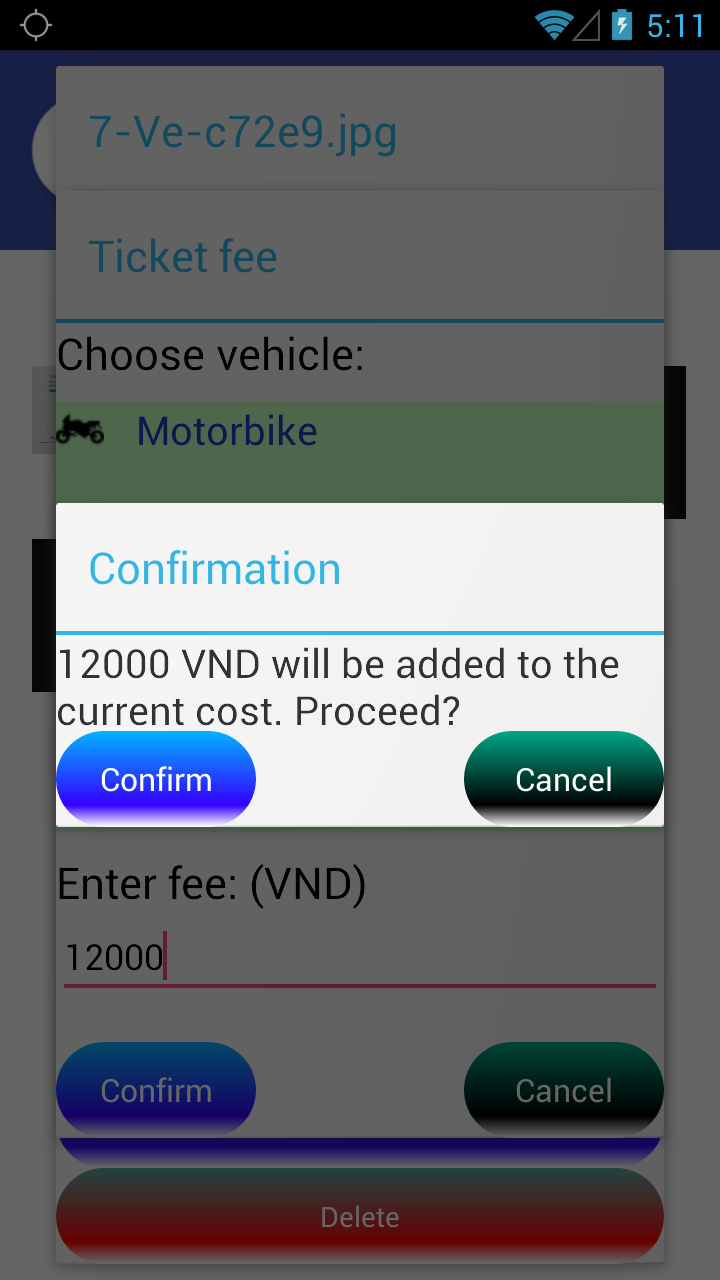 5:11
7-Ve-c72e9.jpg
Ticket fee
Choose vehicle:
Motorbike
Confirmation
12000 VND will be added to the
current cost. Proceed?
Confirm
Cancel
Enter fee: (VND)
12000
Confirm
Cancel
Delete